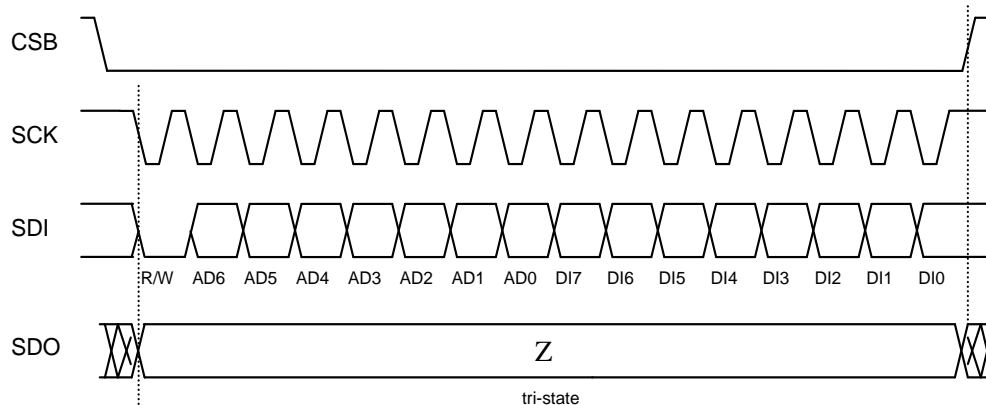 CSB
SCK
SDI
R/W AD6 AD5 AD4 AD3 AD2 AD1 AD0 DI7 DI6 DI5 DI4 DI3 DI2 DI1 DI0
SDO
Z
tri-state